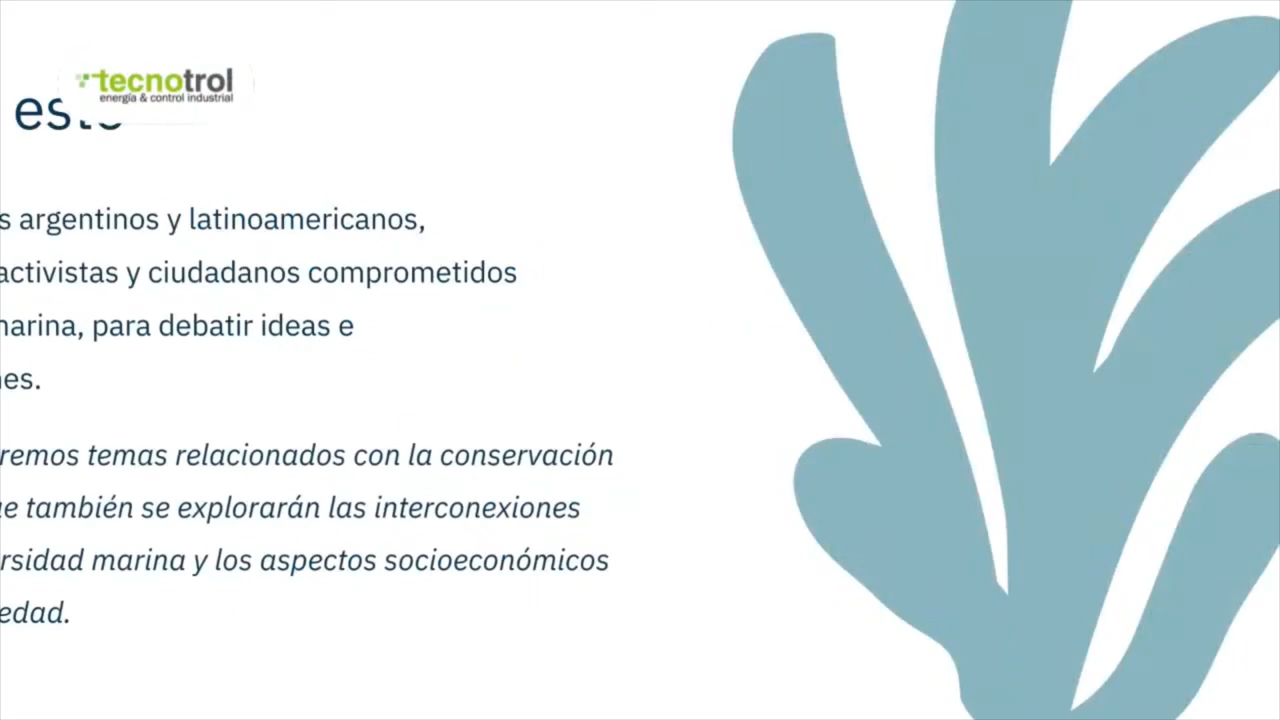 tecnotrol
energía & control industrial
s argentinos y latinoamericanos,
activistas y ciudadanos comprometidos
marina, para debatir ideas e
es.
remos temas relacionados con la conservación
e también se explorarán las interconexiones
rsidad marina y los aspectos socioeconómicos
edad.